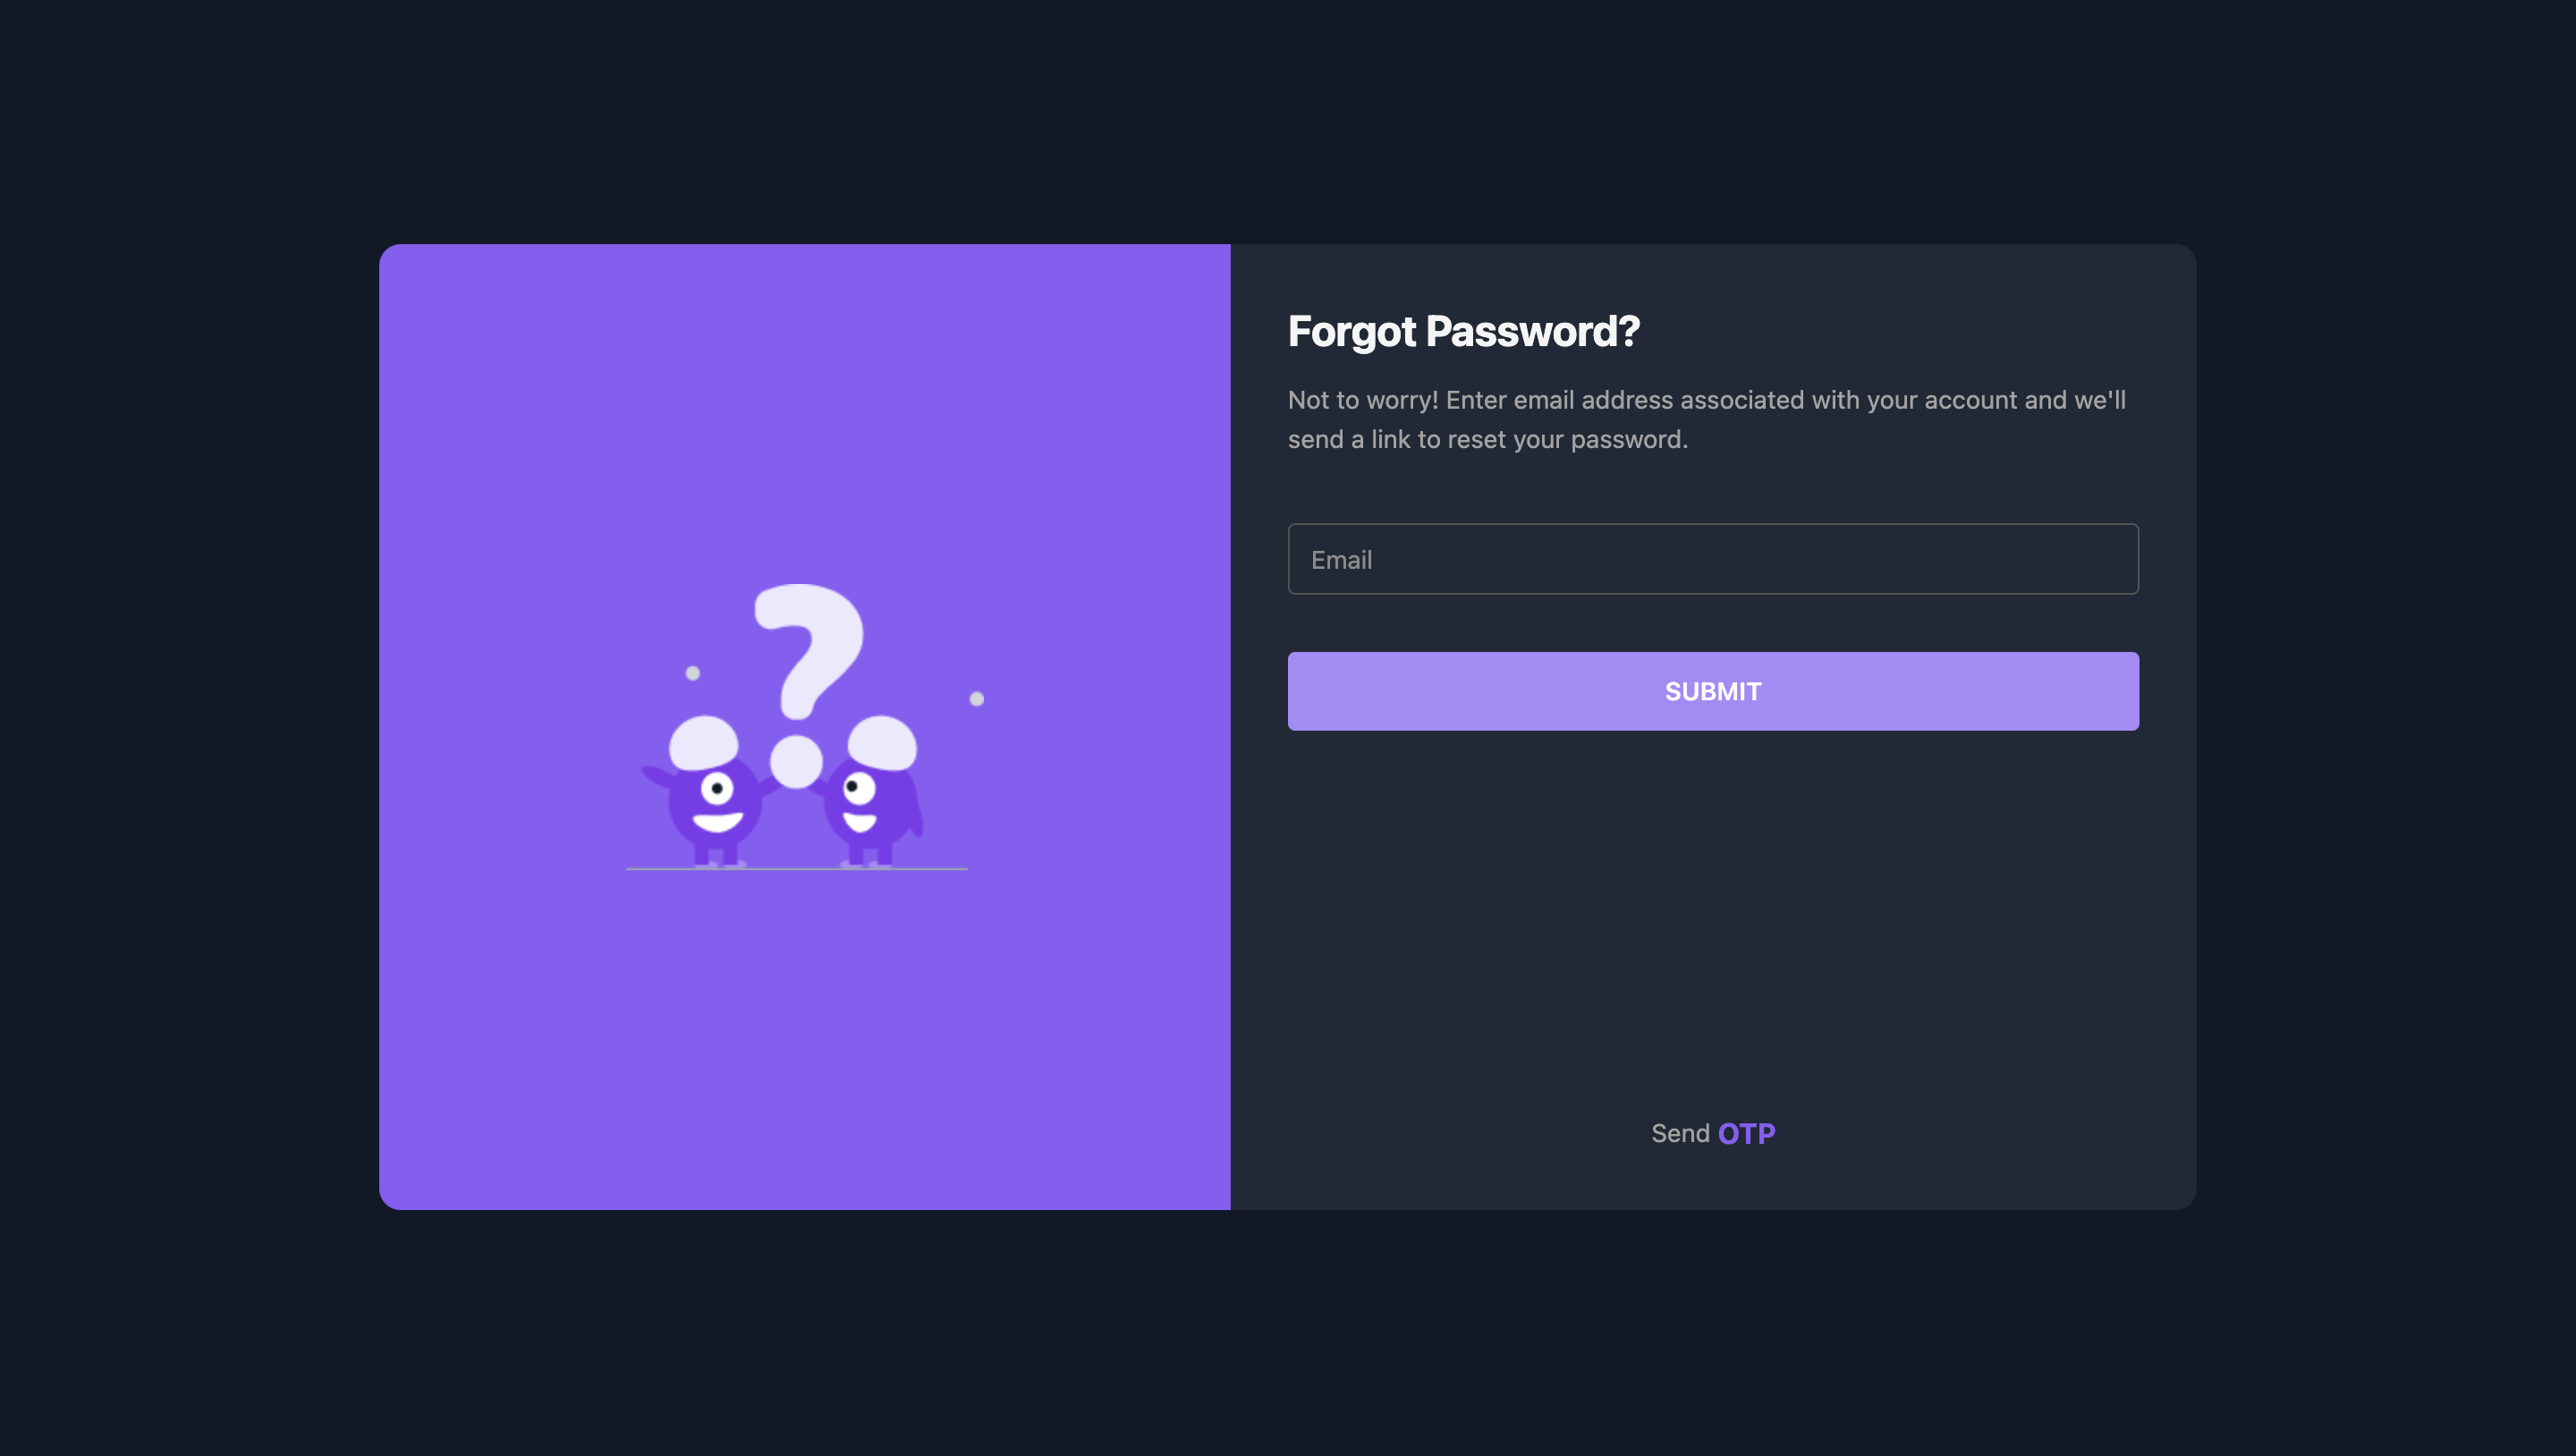 Forgot Password?
Not to worry! Enter email address associated with your account and we'll
send a link to reset your password.
Email
SUBMIT
Send OTP